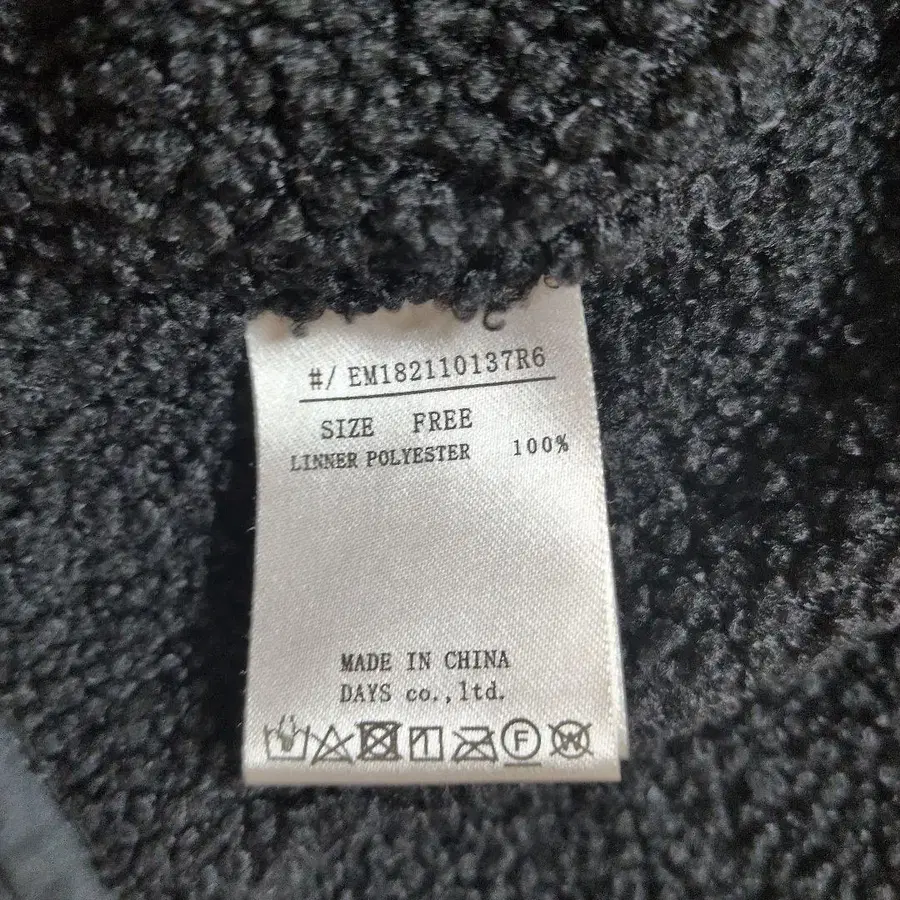 #/ EM182110137R6
SIZE FREE
LINNER POLYESTER 100%
MADE IN CHINA
DAYS co.,ltd.
F W